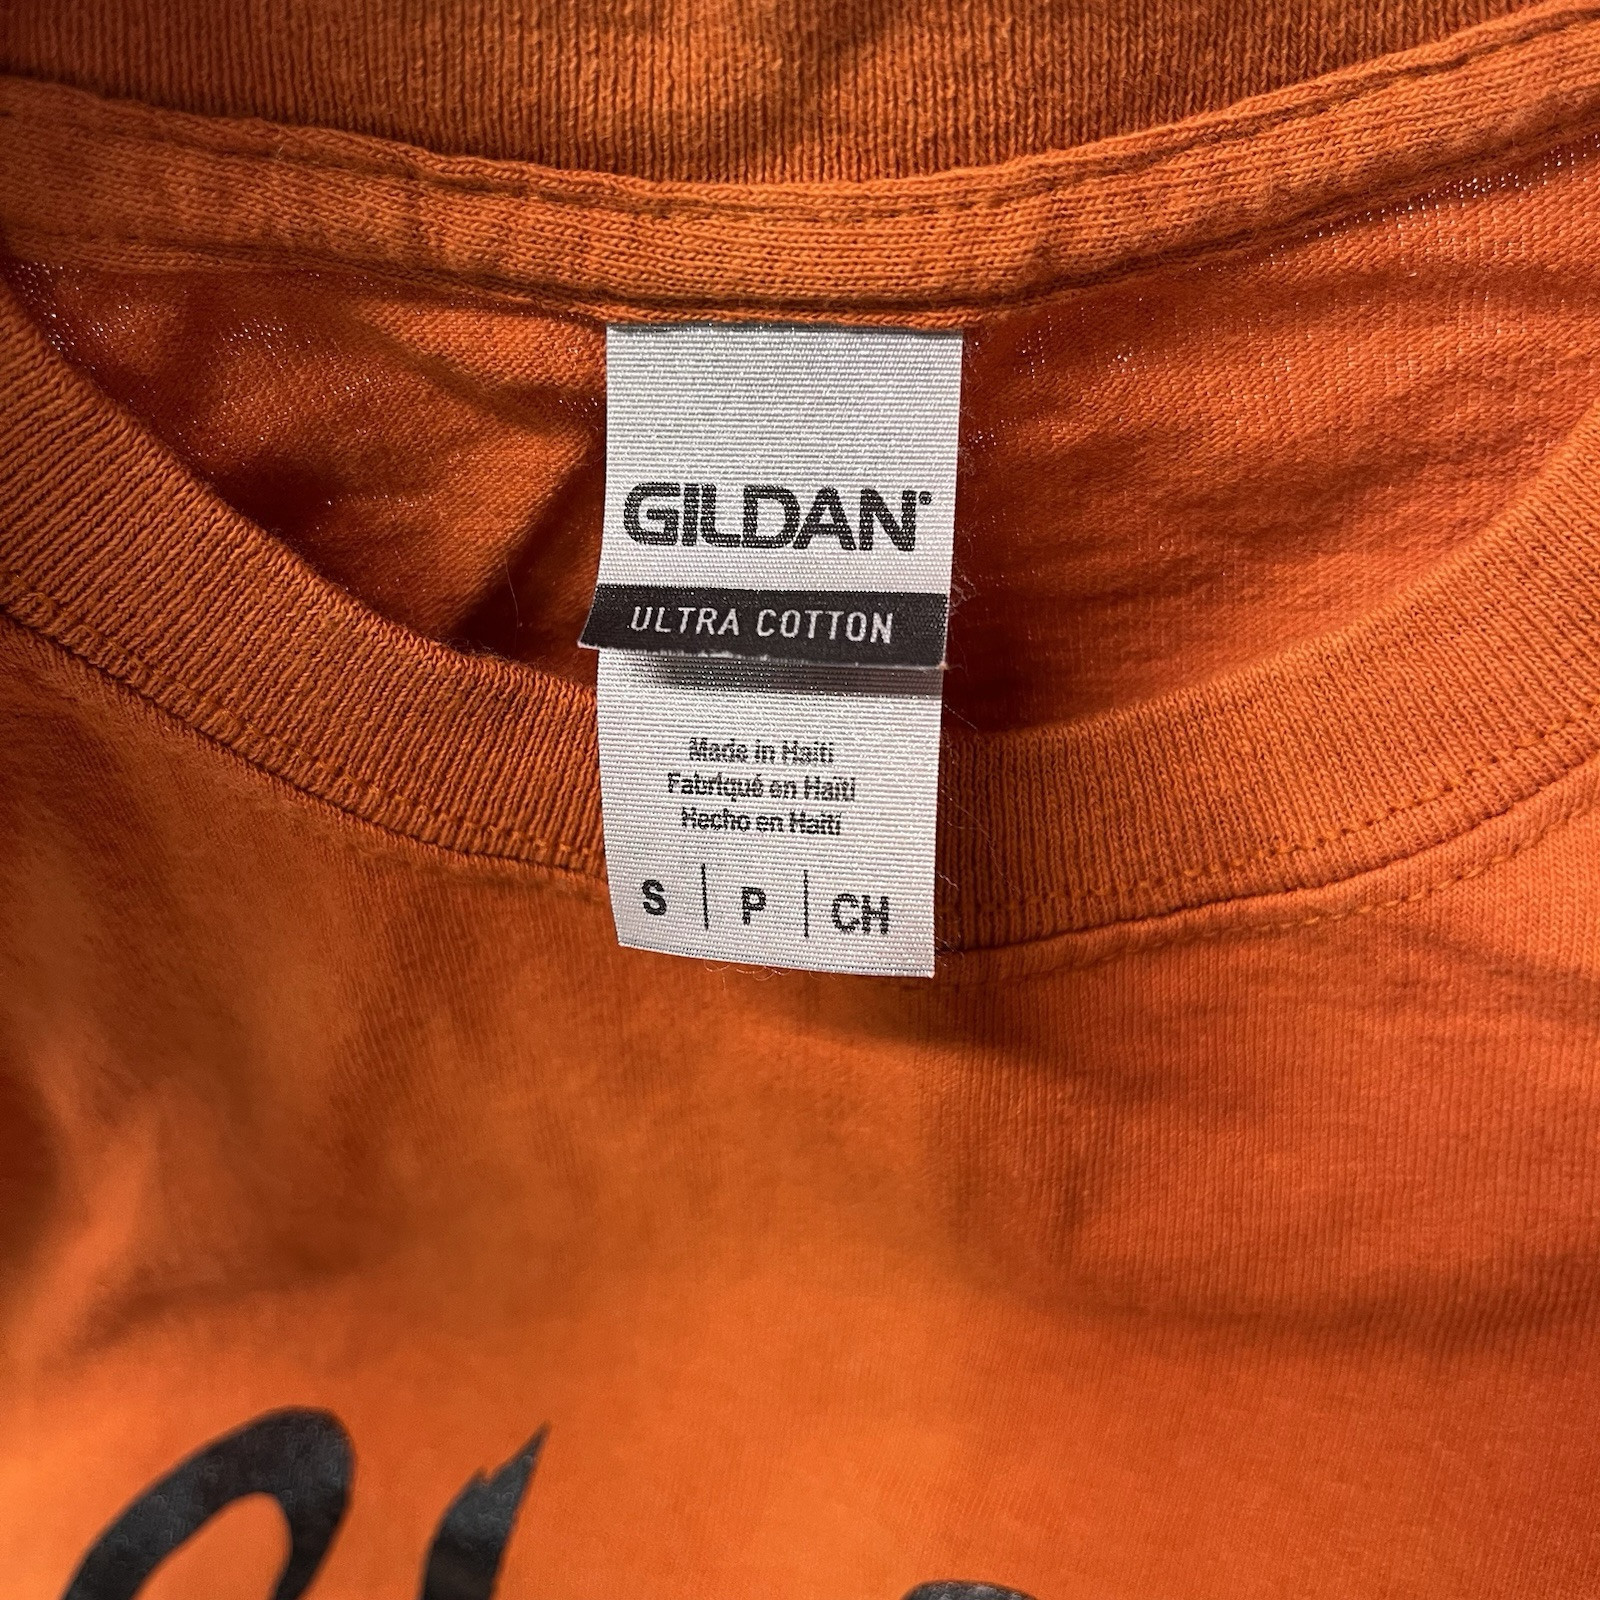 GILDAN®
ULTRA COTTON
Made in Haiti
Fabriqué en Haïti
Hecho en Haití
S | P | CH